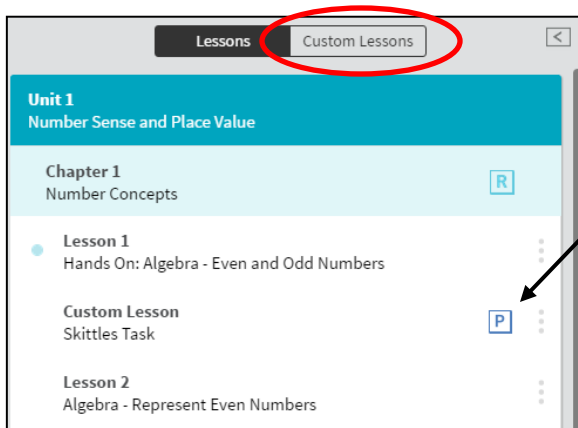 Lessons
Custom Lessons
<
Unit 1
Number Sense and Place Value
Chapter 1
Number Concepts
R
Lesson 1
Hands On: Algebra - Even and Odd Numbers
Custom Lesson
Skittles Task
P
Lesson 2
Algebra - Represent Even Numbers